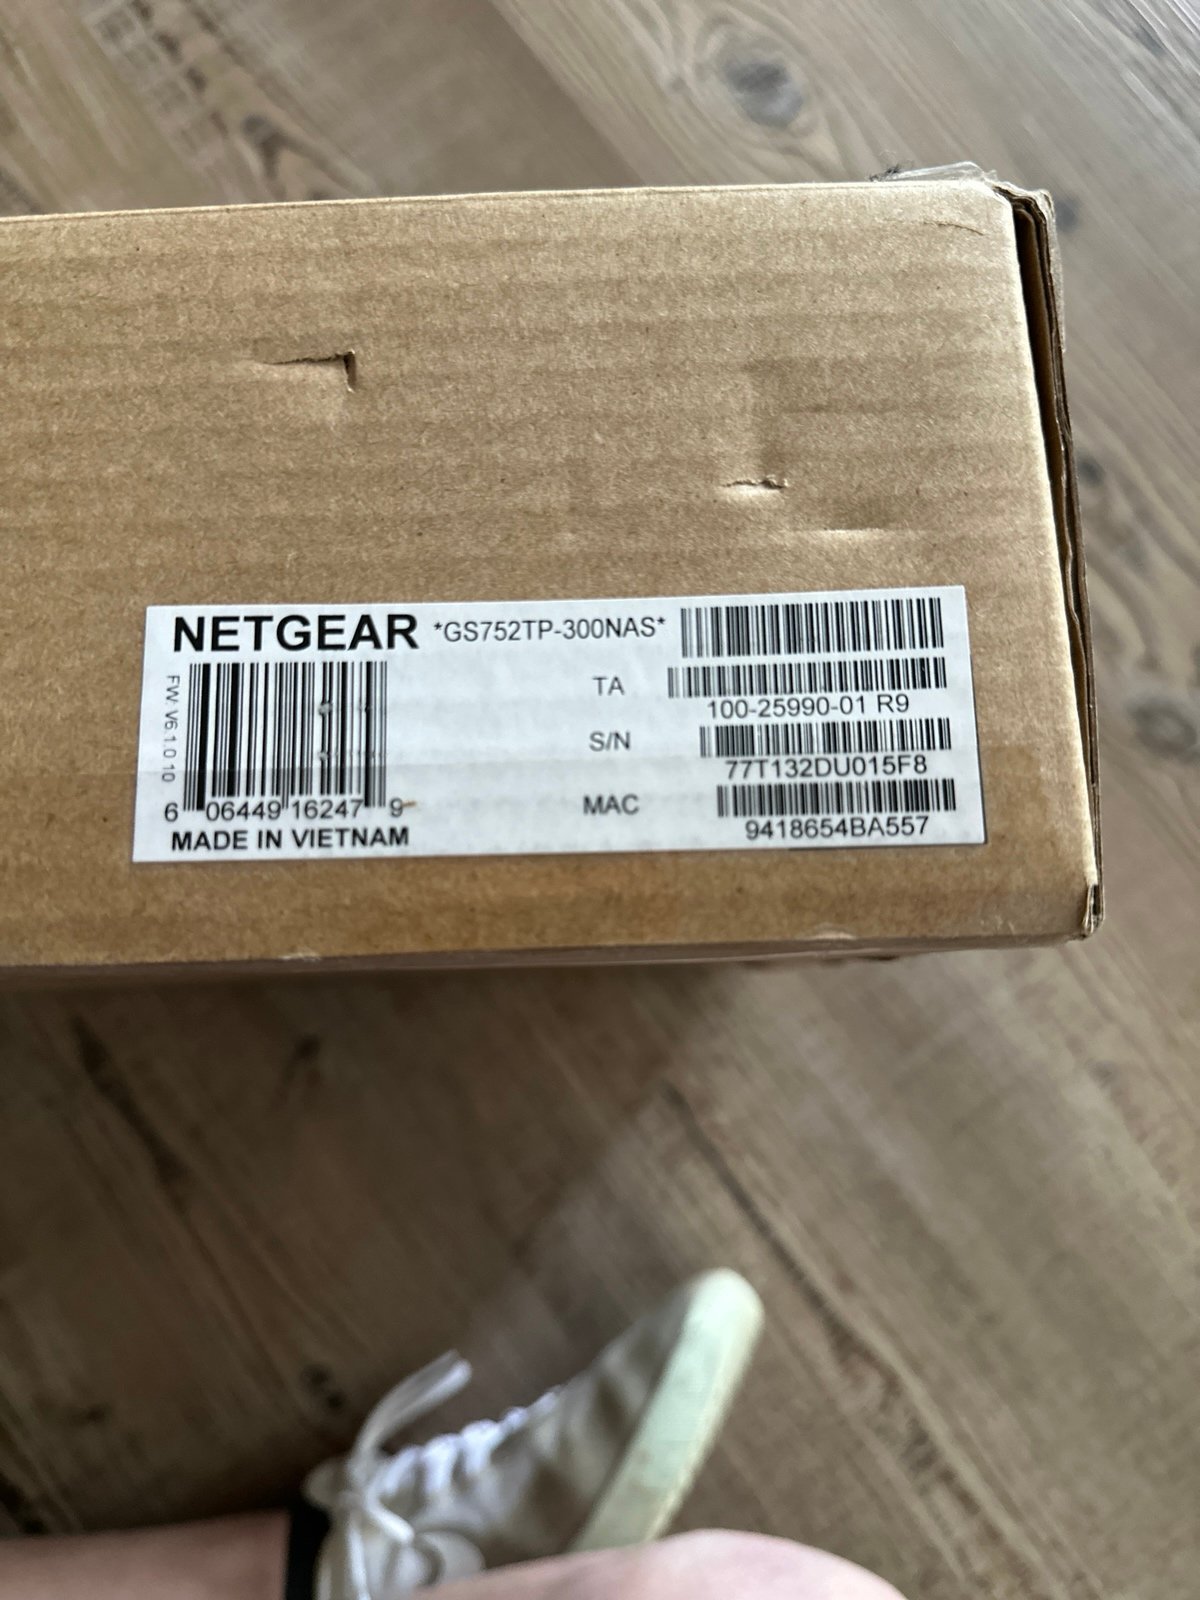 NETGEAR *GS752TP-300NAS*
TA
100-25990-01 R9
S/N
77T132DU015F8
MAC
9418654BA557
FW: V6.1.0.10
6 06449 16247 9
MADE IN VIETNAM